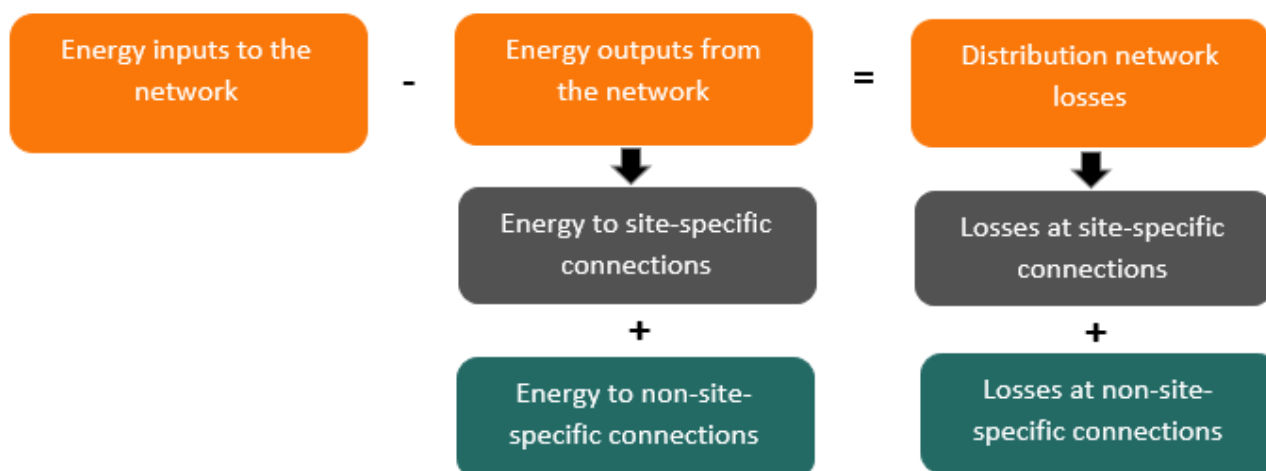 Energy inputs to the
network
-
Energy outputs from
the network
=
Distribution network
losses
Energy to site-specific
connections
+
Energy to non-site-
specific connections
Losses at site-specific
connections
+
Losses at non-site-
specific connections